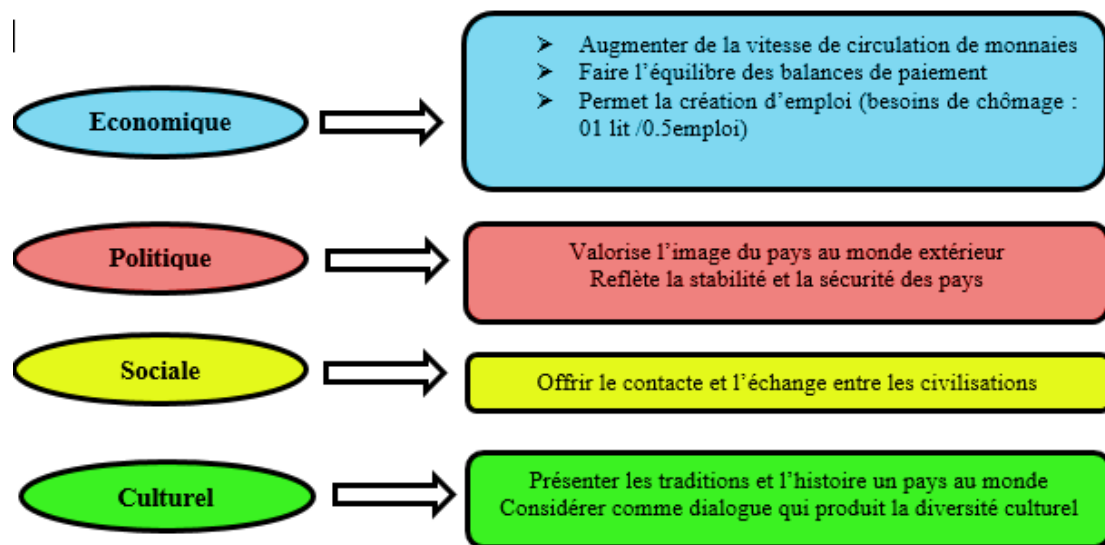 Economique
➢ Augmenter de la vitesse de circulation de monnaies
➢ Faire l'équilibre des balances de paiement
➢ Permet la création d'emploi (besoins de chômage :
01 lit /0.5emploi)
Politique
Valorise l'image du pays au monde extérieur
Reflète la stabilité et la sécurité des pays
Sociale
Offrir le contacte et l'échange entre les civilisations
Culturel
Présenter les traditions et l'histoire un pays au monde
Considérer comme dialogue qui produit la diversité culturel